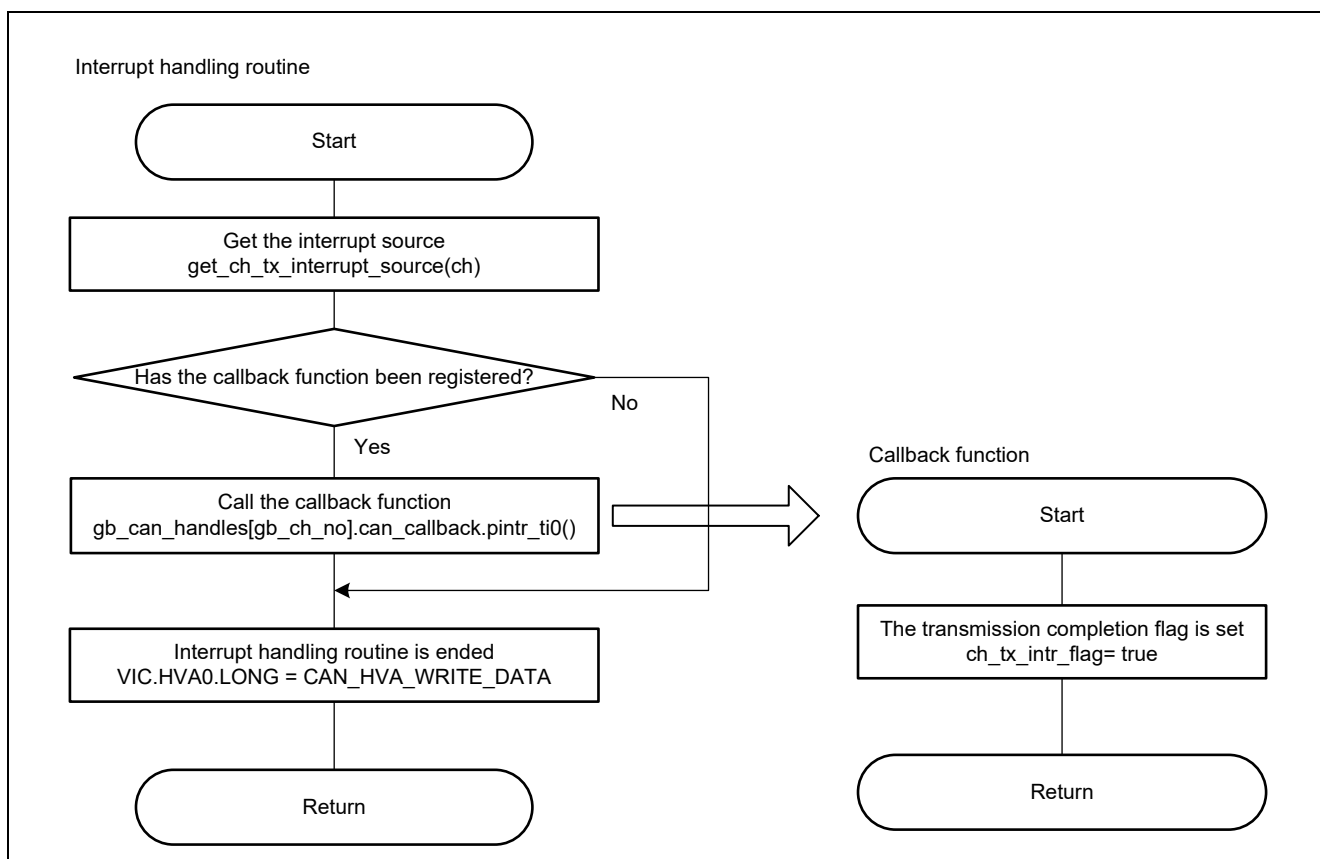 Interrupt handling routine
Start
Get the interrupt source
get_ch_tx_interrupt_source(ch)
Has the callback function been registered?
No
Yes
Call the callback function
gb_can_handles[gb_ch_no].can_callback.pintr_ti0()
Interrupt handling routine is ended
VIC.HVA0.LONG = CAN_HVA_WRITE_DATA
Return
Callback function
Start
The transmission completion flag is set
ch_tx_intr_flag= true
Return